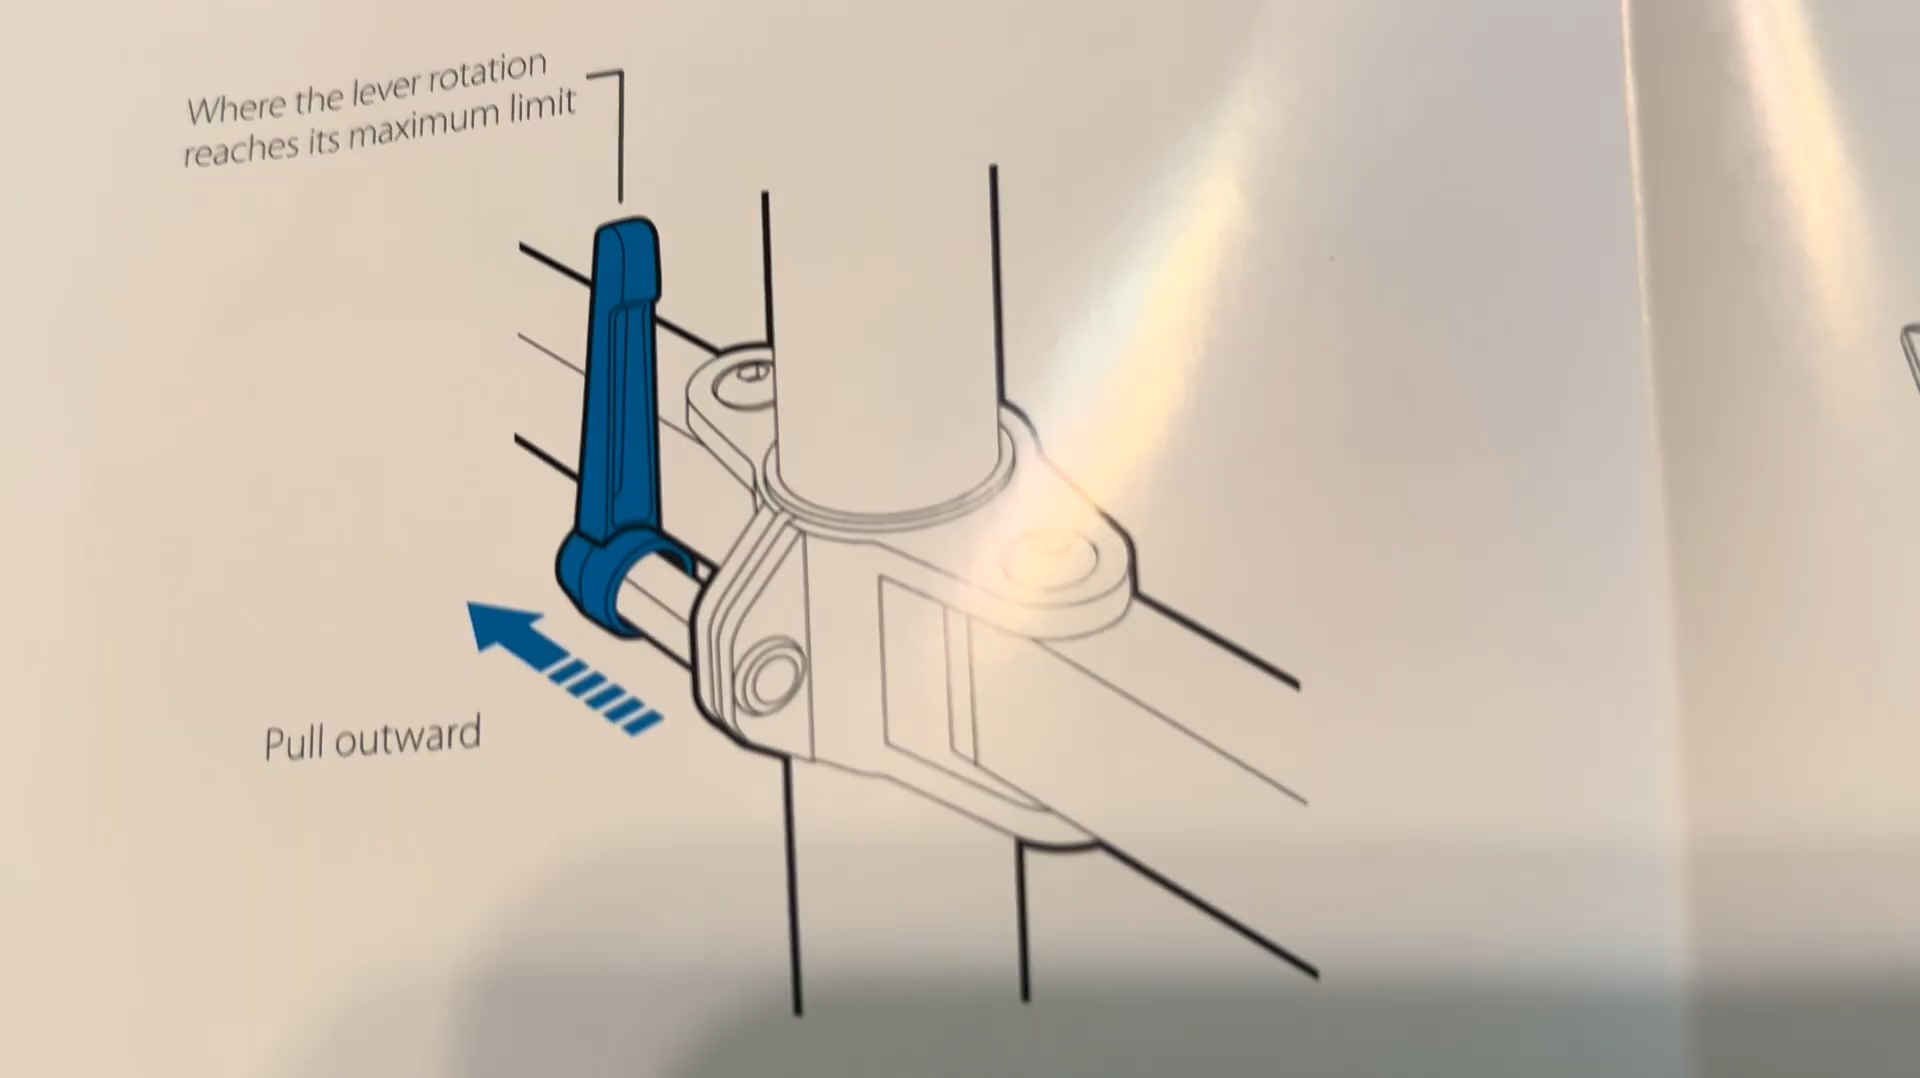 Where the lever rotation
reaches its maximum limit
Pull outward